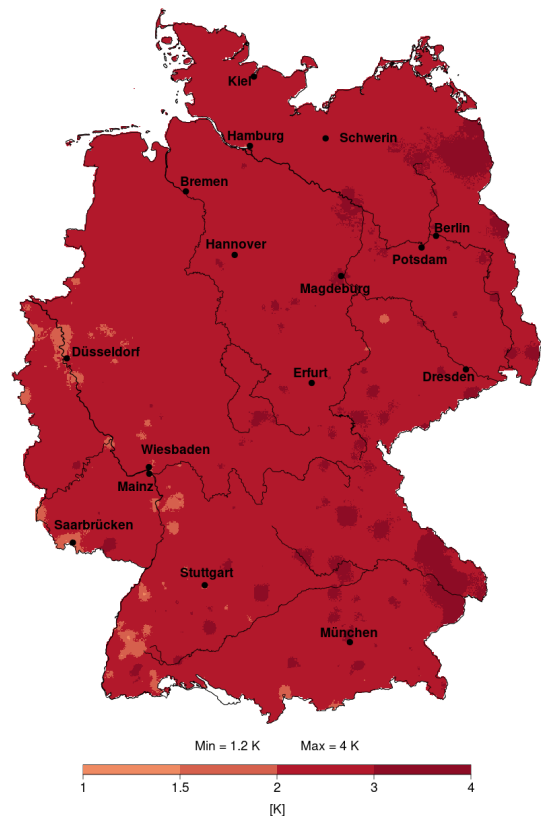 Kiel
Hamburg
Schwerin
Bremen
Berlin
Hannover
Potsdam
Magdeburg
Düsseldorf
Erfurt
Dresden
Wiesbaden
Mainz
Saarbrücken
Stuttgart
München
Min = 1.2 K Max = 4 K
1 1.5 2 3 4
[K]